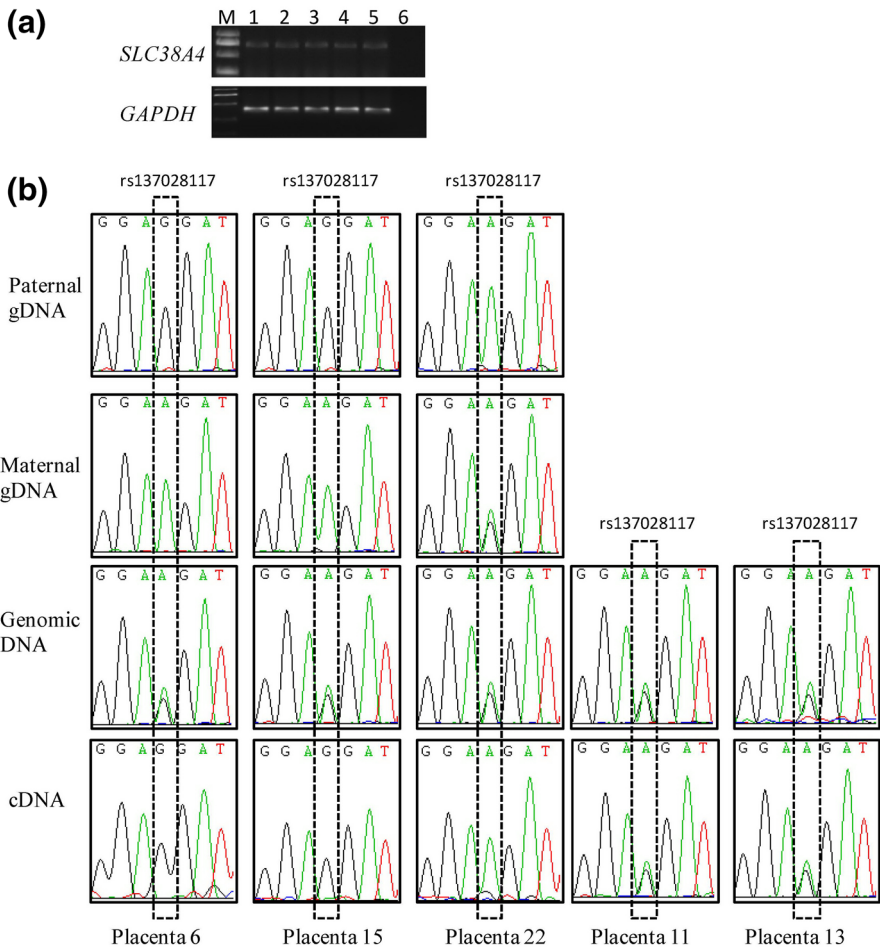 (a)
M 1 2 3 4 5 6
SLC38A4
GAPDH
(b)
rs137028117 rs137028117 rs137028117
Paternal gDNA
G G A G G A T
G G A G G A T
G G A A G A T
Maternal gDNA
G G A A G A T
G G A A G A T
G G A A G A T
rs137028117 rs137028117
Genomic DNA
G G A A G A T
G G A A G A T
G G A A G A T
G G A A G A T
G G A A G A T
cDNA
G G A G G A T
G G A G G A T
G G A A G A T
G G A A G A T
G G A A G A T
Placenta 6 Placenta 15 Placenta 22 Placenta 11 Placenta 13